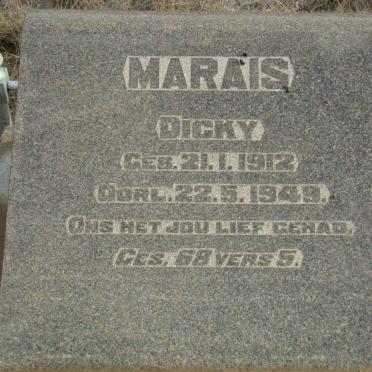 MARAIS
DICKY
GEB. 21.1.1912
OORL. 22.5.1949.
ONS HET JOU LIEF GEHAD.
GES. 68 VERS 5.